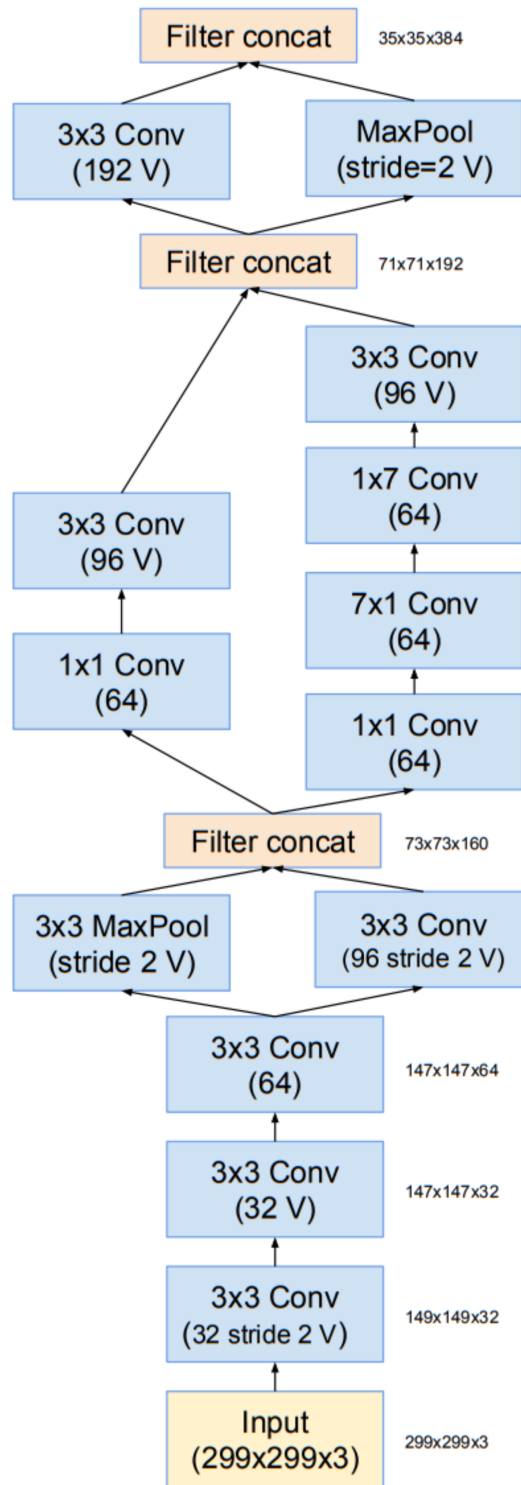 Filter concat
35x35x384
3x3 Conv
(192 V)
MaxPool
(stride=2 V)
Filter concat
71x71x192
3x3 Conv
(96 V)
1x7 Conv
(64)
3x3 Conv
(96 V)
7x1 Conv
(64)
1x1 Conv
(64)
1x1 Conv
(64)
Filter concat
73x73x160
3x3 MaxPool
(stride 2 V)
3x3 Conv
(96 stride 2 V)
3x3 Conv
(64)
147x147x64
3x3 Conv
(32 V)
147x147x32
3x3 Conv
(32 stride 2 V)
149x149x32
Input
(299x299x3)
299x299x3